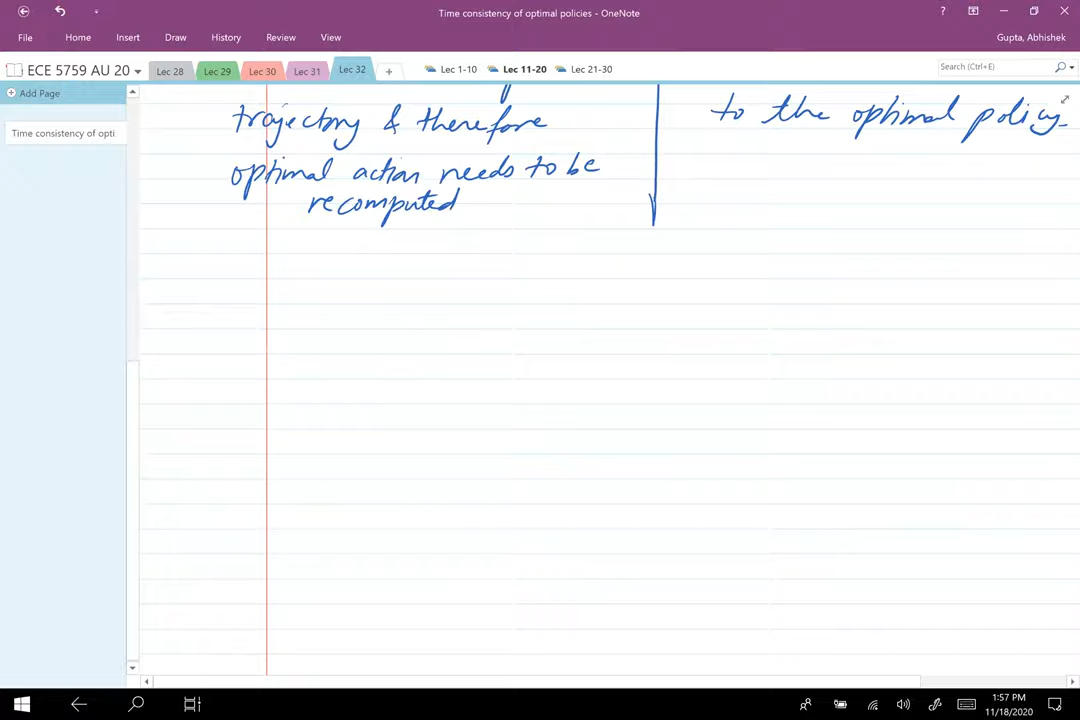 Time consistency of optimal policies - OneNote
?
File
Home
Insert
Draw
History
Review
View
Gupta, Abhishek
ECE 5759 AU 20
Lec 28
Lec 29
Lec 30
Lec 31
Lec 32
+
Lec 1-10
Lec 11-20
Lec 21-30
Search (Ctrl+E)
Add Page
Time consistency of opti
trajectory & therefore
optimal action needs to be
recomputed
to the optimal policy.
1:57 PM
11/18/2020